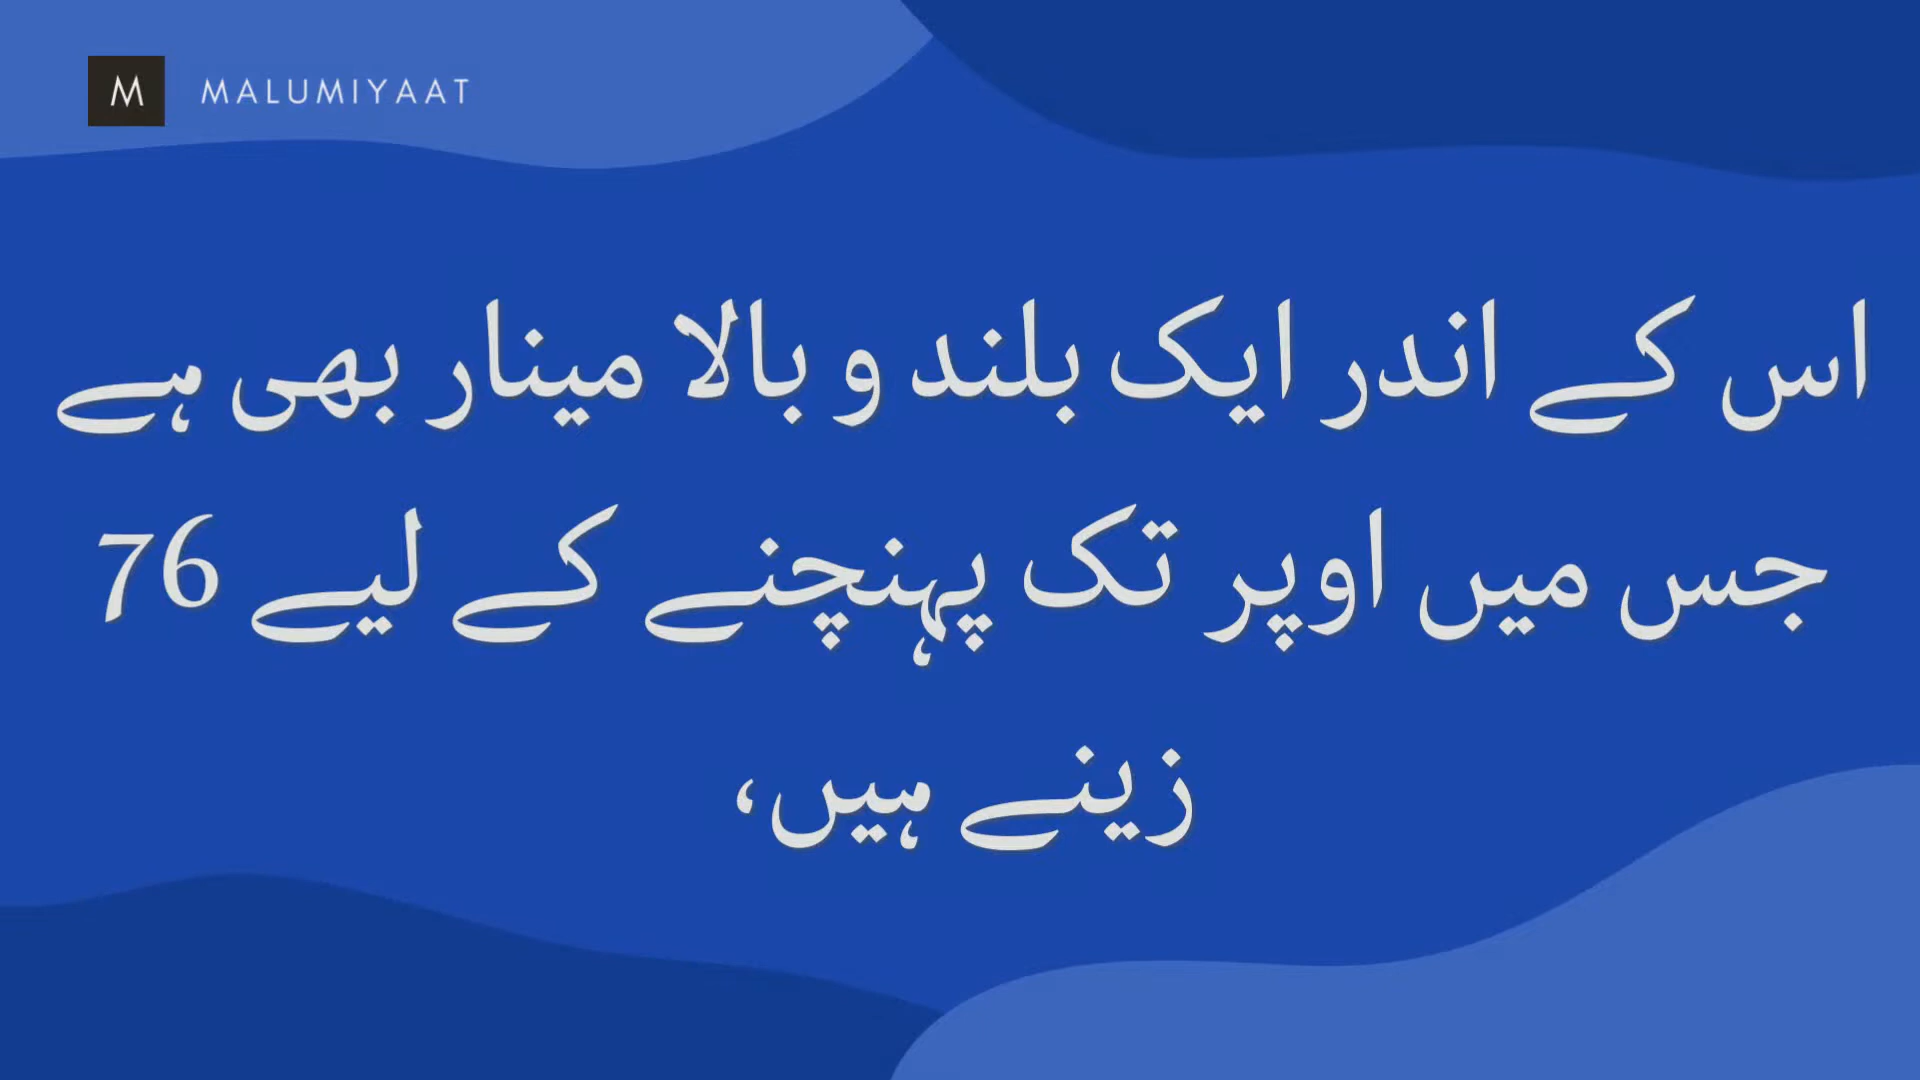 M MALUMIYAAT
اس کے اندر ایک بلند و بالا مینار بھی ہے
جس میں اوپر تک پہنچنے کے لیے 76
زینے ہیں،